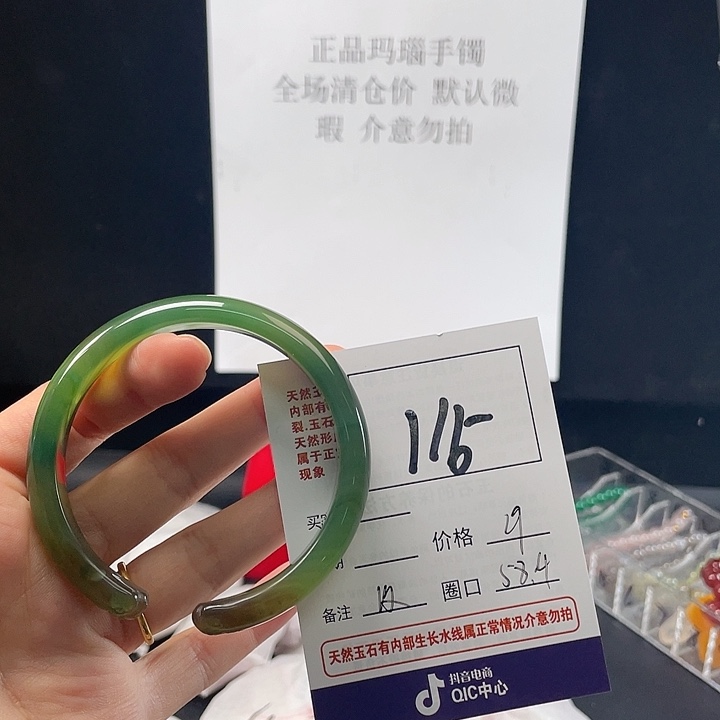 正品玛瑙手镯
全场清仓价 默认微
瑕 介意勿拍
天然玉
内部有
裂.玉石
天然形
属于正
现象
115
买
价格 9
备注 圈口 58.4
天然玉石有内部生长水线属正常情况介意勿拍
抖音电商
QIC中心